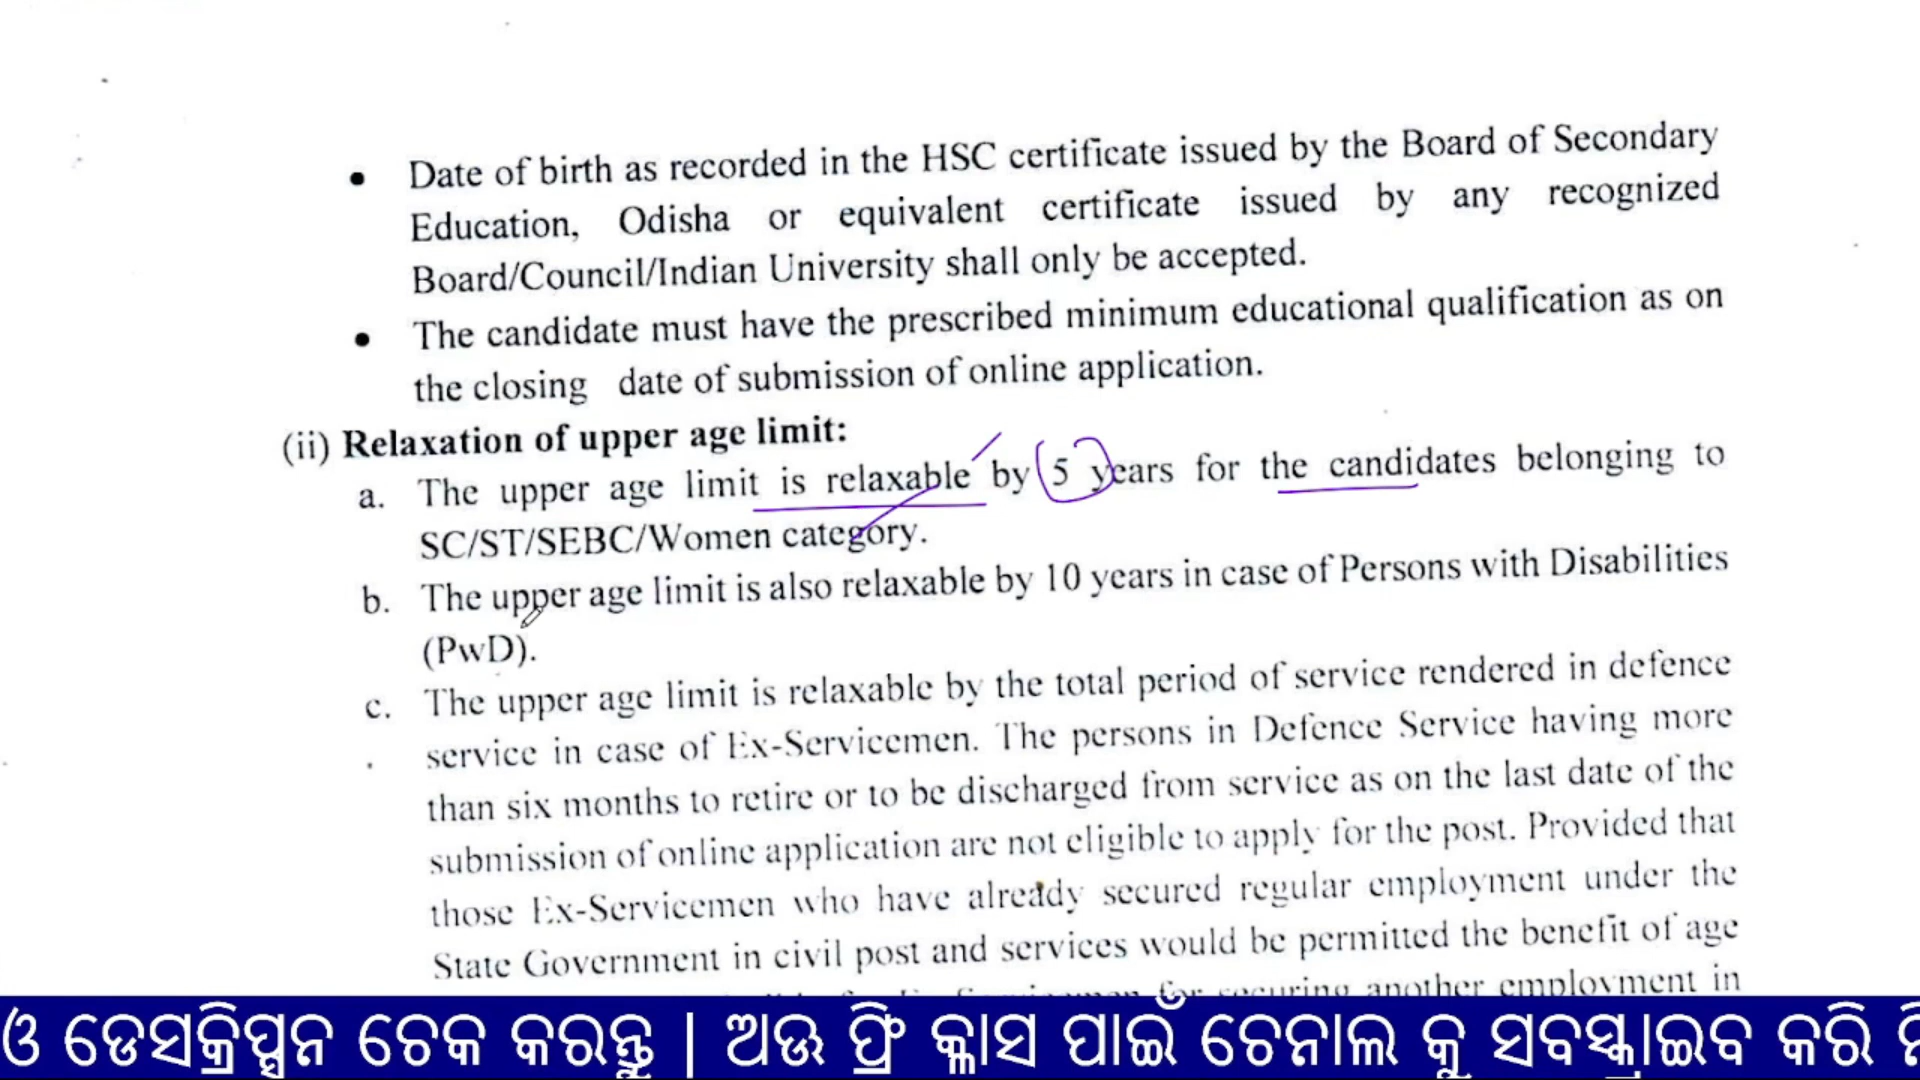 • Date of birth as recorded in the HSC certificate issued by the Board of Secondary
Education, Odisha or equivalent certificate issued by any recognized
Board/Council/Indian University shall only be accepted.
• The candidate must have the prescribed minimum educational qualification as on
the closing date of submission of online application.
(ii) Relaxation of upper age limit:
a. The upper age limit is relaxable by 5 years for the candidates belonging to
SC/ST/SEBC/Women category.
b. The upper age limit is also relaxable by 10 years in case of Persons with Disabilities
(PwD).
c. The upper age limit is relaxable by the total period of service rendered in defence
service in case of Ex-Servicemen. The persons in Defence Service having more
than six months to retire or to be discharged from service as on the last date of the
submission of online application are not eligible to apply for the post. Provided that
those Ex-Servicemen who have already secured regular employment under the
State Government in civil post and services would be permitted the benefit of age
for securing another employment in
ଓ ଡେସକ୍ରିପ୍ସନ ଚେକ କରନ୍ତୁ | ଅଊ ଫ୍ରି କ୍ଳାସ ପାଇଁ ଚେନାଲ କୁ ସବସ୍କ୍ରାଇବ କରି